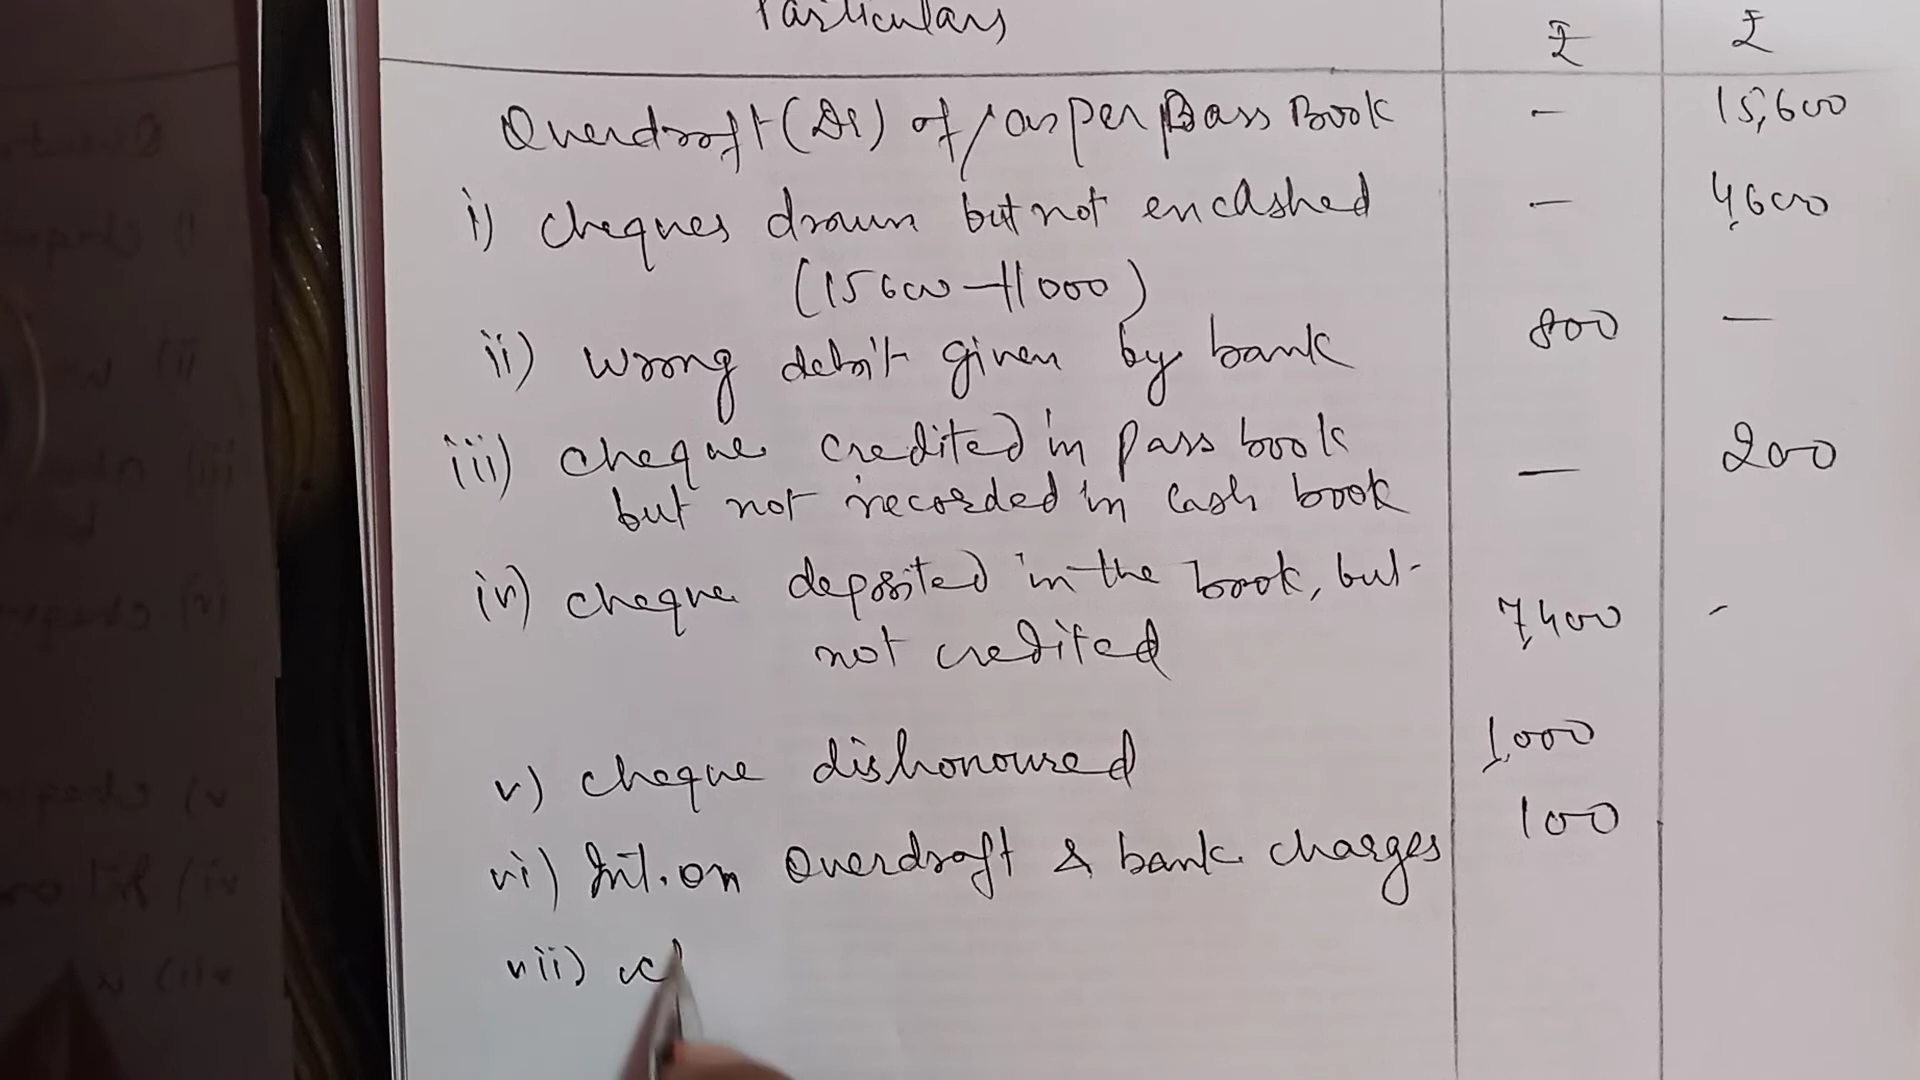 Particulars ₹ ₹
Overdraft (Dr) of / as per Pass Book - 15,600
i) cheques drawn but not encashed - 4,600
(15600-11000)
ii) wrong debit given by bank 800 -
iii) cheque credited in pass book - 200
but not recorded in cash book
iv) cheque deposited in the book, but
not credited 7,400 -
v) cheque dishonoured 1,000
vi) Int. on Overdraft & bank charges 100
vii)